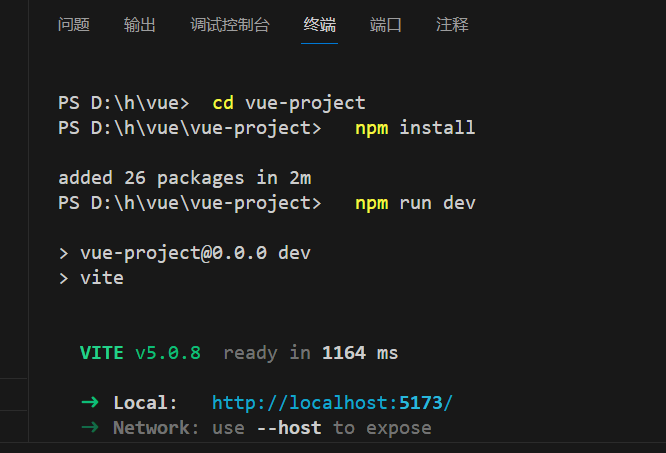 问题 输出 调试控制台 终端 端口 注释
PS D:\h\vue> cd vue-project
PS D:\h\vue\vue-project> npm install
added 26 packages in 2m
PS D:\h\vue\vue-project> npm run dev
> vue-project@0.0.0 dev
> vite
VITE v5.0.8 ready in 1164 ms
➜ Local: http://localhost:5173/
➜ Network: use --host to expose